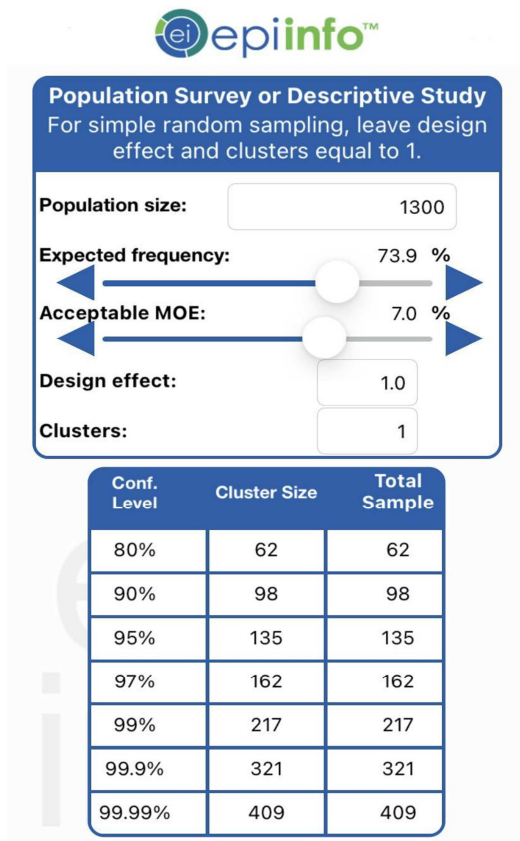 ei epiinfo™
Population Survey or Descriptive Study
For simple random sampling, leave design
effect and clusters equal to 1.
Population size: 1300
Expected frequency: 73.9 %
Acceptable MOE: 7.0 %
Design effect: 1.0
Clusters: 1
Conf. Level Cluster Size Total Sample
80% 62 62
90% 98 98
95% 135 135
97% 162 162
99% 217 217
99.9% 321 321
99.99% 409 409
e
i